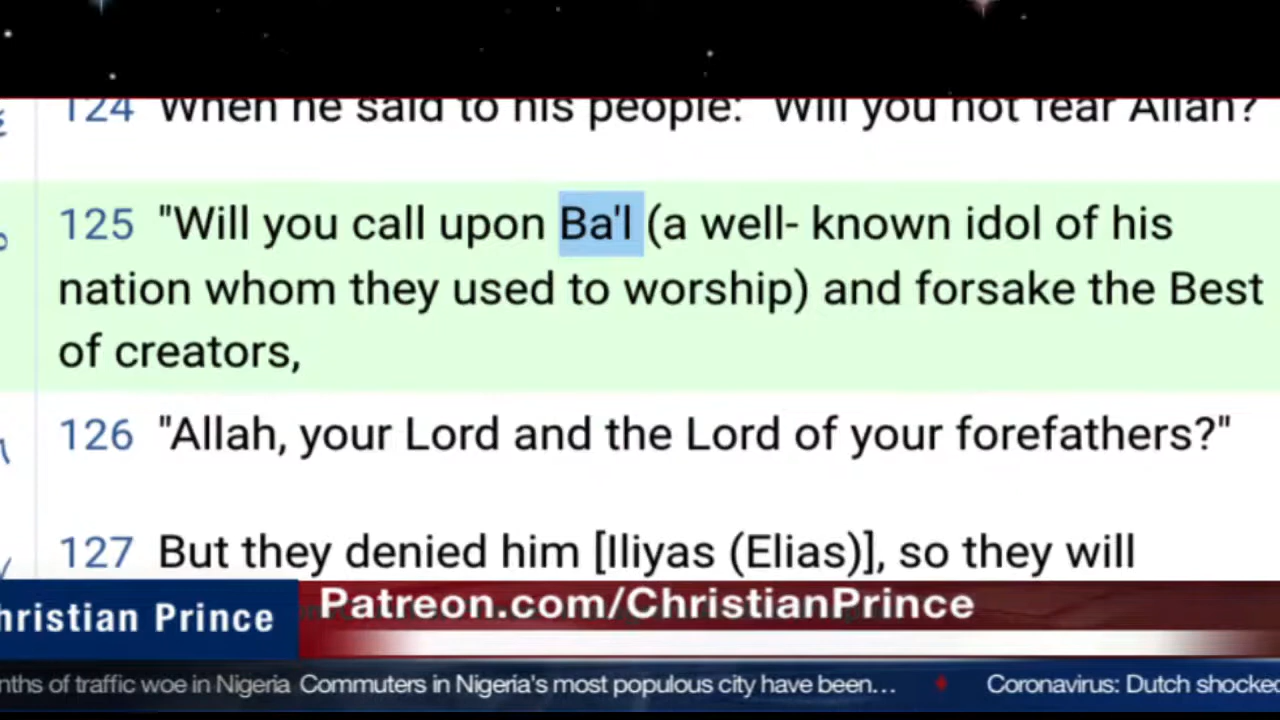 124 When he said to his people: "Will you not fear Allah?
125 "Will you call upon Ba'l (a well- known idol of his
nation whom they used to worship) and forsake the Best
of creators,
126 "Allah, your Lord and the Lord of your forefathers?"
127 But they denied him [Iliyas (Elias)], so they will
hristian Prince
Patreon.com/ChristianPrince
nths of traffic woe in Nigeria Commuters in Nigeria's most populous city have been... Coronavirus: Dutch shocked